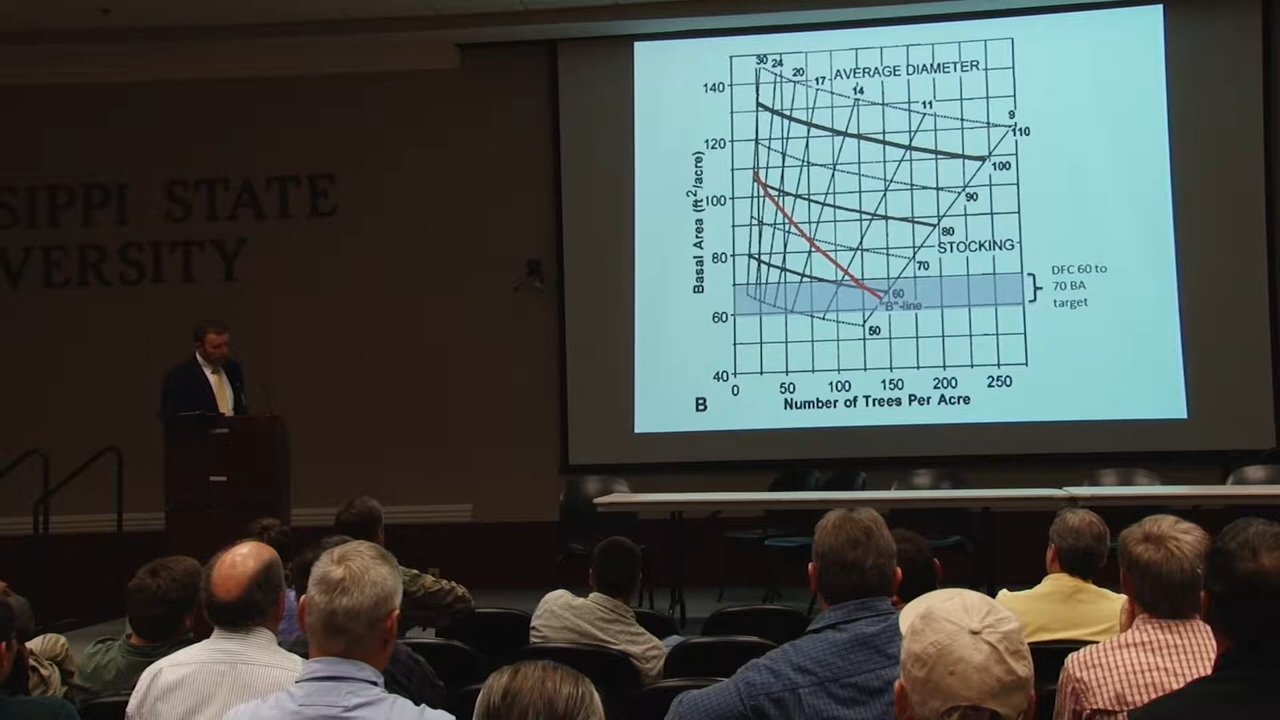 SIPPI STATE
VERSITY
30 24 20 17 AVERAGE DIAMETER
14
11
9
110
140
120
100
80
60
40
Basal Area (ft²/acre)
100
90
80
STOCKING
70
60
"B"-line
50
DFC 60 to
70 BA
target
0 50 100 150 200 250
B Number of Trees Per Acre